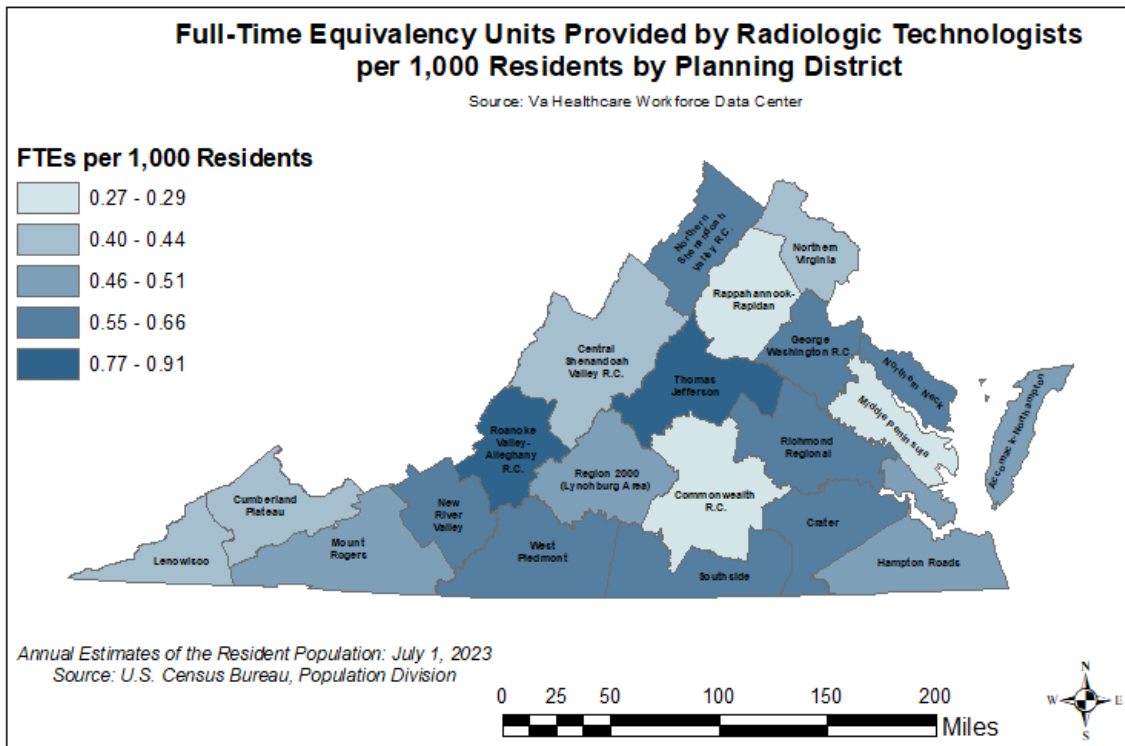 Full-Time Equivalency Units Provided by Radiologic Technologists
per 1,000 Residents by Planning District
Source: Va Healthcare Workforce Data Center
FTEs per 1,000 Residents
0.27 - 0.29
0.40 - 0.44
0.46 - 0.51
0.55 - 0.66
0.77 - 0.91
Northern
Shenandoah
Valley R.C.
Northern
Virginia
Rappahannook-
Rapidan
Central
Shenandoah
Valley R.C.
George
Washington R.C.
Northern Neck
Thomas
Jefferson
Middle Peninsula
Accomack-Northampton
Roanoke
Valley-
Alleghany
R.C.
Richmond
Regional
Region 2000
(Lynohburg Area)
Commonwealth
R.C.
Cumberland
Plateau
New
River
Valley
Crater
Mount
Rogers
West
Piedmont
Lenowisoo
Hampton Roads
Southside
Annual Estimates of the Resident Population: July 1, 2023
Source: U.S. Census Bureau, Population Division
0 25 50 100 150 200
Miles
N
W E
S